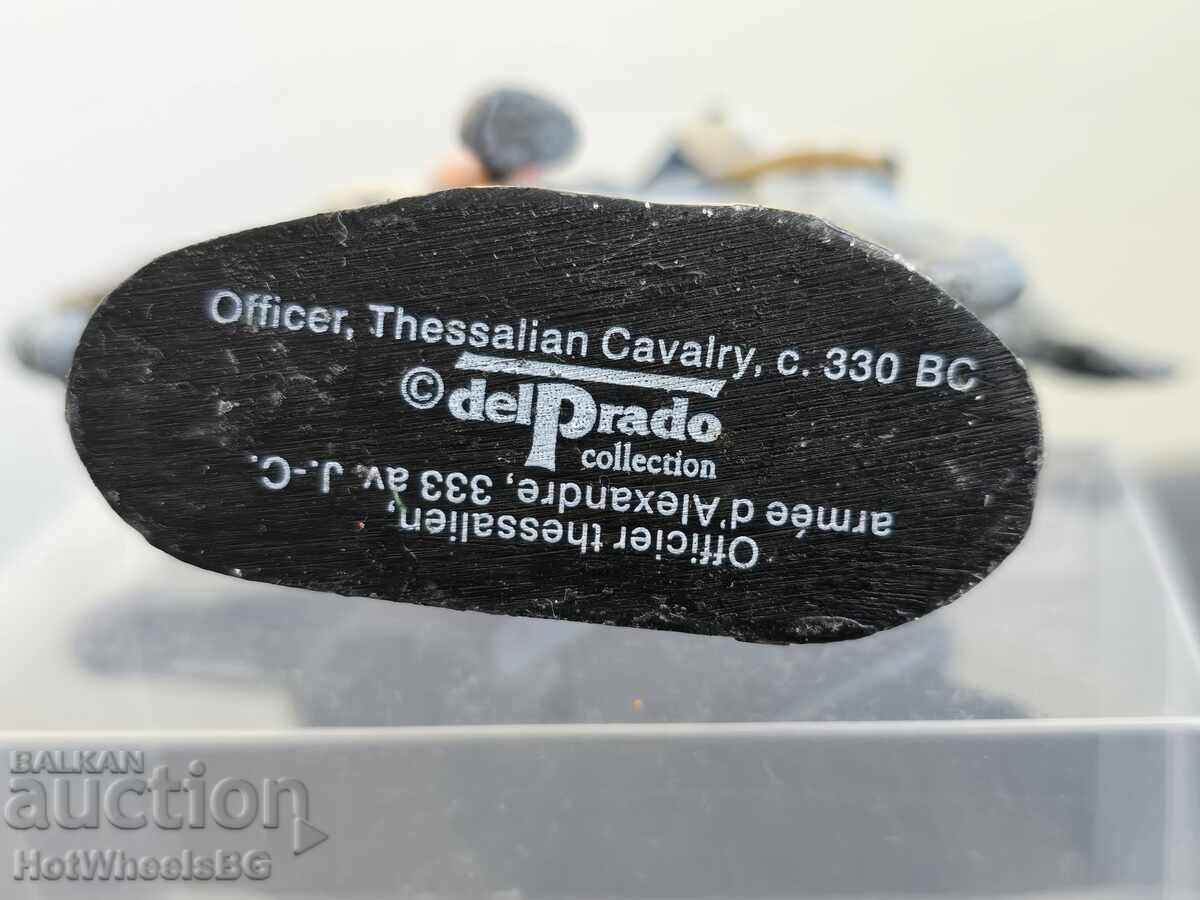 Officer, Thessalian Cavalry, c. 330 BC
© delPrado
collection
Officier thessalien,
armée d'Alexandre, 333 av. J.-C.
BALKAN
auction
HotWheelsBG